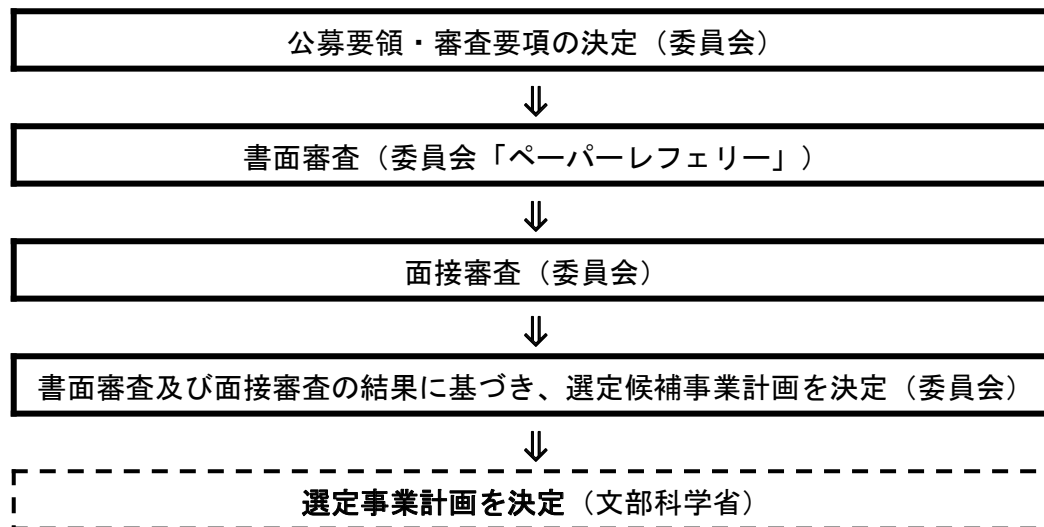 公募要領・審査要項の決定（委員会）
⇓
書面審査（委員会「ペーパーレフェリー」）
⇓
面接審査（委員会）
⇓
書面審査及び面接審査の結果に基づき、選定候補事業計画を決定（委員会）
⇓
選定事業計画を決定（文部科学省）